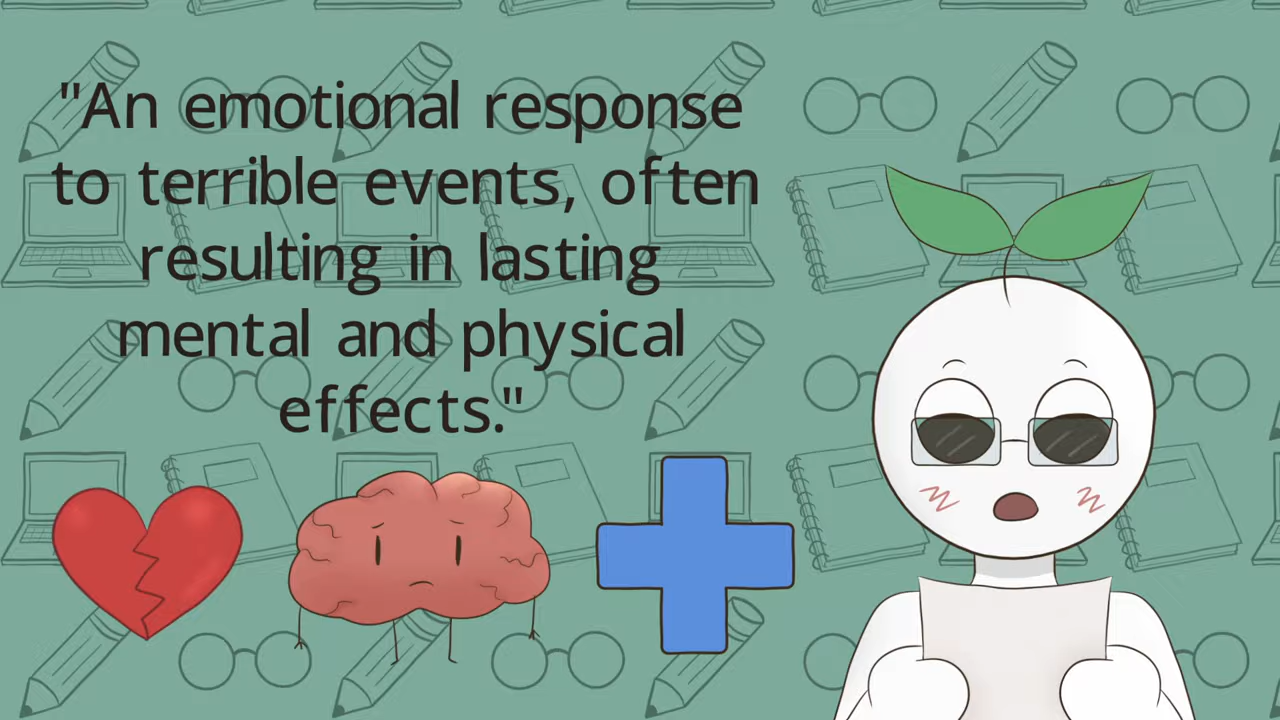 "An emotional response
to terrible events, often
resulting in lasting
mental and physical
effects."